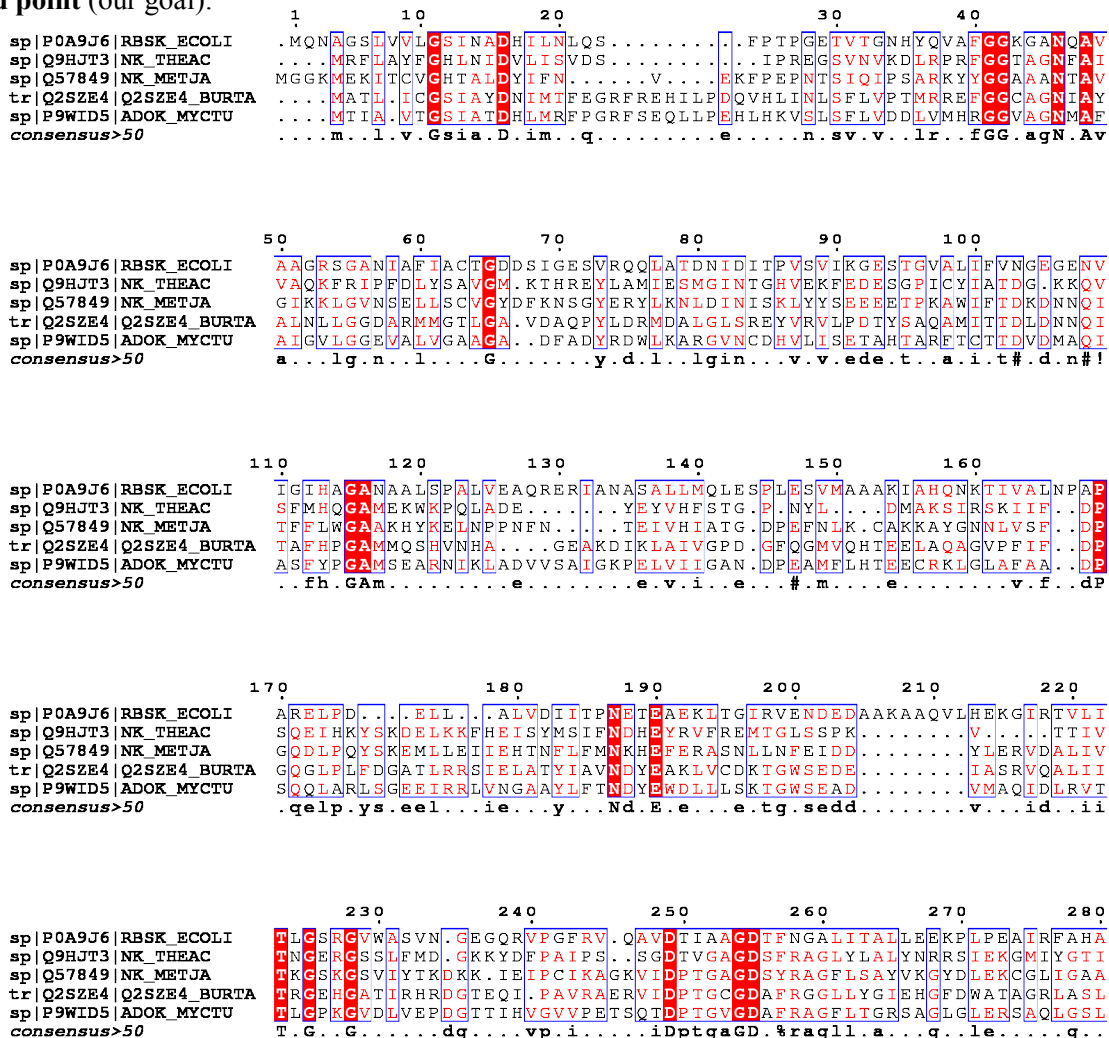 d point (our goal).
1 10 20 30 40
sp|P0A9J6|RBSK_ECOLI .MQNAGSLVVLGSINADHILNLQS..........FPTPGETVTGNHYQVAFGGKGANQAV
sp|Q9HJT3|NK_THEAC ....MRFLAYFGHLNIDVLISVDS...........IPREGSVNVKDLRPRFGGTAGNFAI
sp|Q57849|NK_METJA MGGKMEKITCVGHTALDYIFN......V....EKFPEPNTSIQIPSARKYYGGAAANTAV
tr|Q2SZE4|Q2SZE4_BURTA ....MATL.ICGSIAYDNIMTFEGRFREHILPDQVHLINLSFLVPTMRREFGGCAGNIAY
sp|P9WID5|ADOK_MYCTU ....MTIA.VTGSIATDHLMRFPGRFSEQLLPEHLHKVSLSFLVDDLVMHRGGVAGNMAF
consensus>50 ....m..l.v.Gsia.D.im..q.........e....n.sv.v...lr..fGG.agN.Av
50 60 70 80 90 100
sp|P0A9J6|RBSK_ECOLI AAGRSGANIAFIACTGDDSIGESVRQQLATDNIDITPVSVIKGESTGVALIFVNGEGENV
sp|Q9HJT3|NK_THEAC VAQKFRIPFDLYSAVGM.KTHREYLAMIESMGINTGHVEKFEDESGPICYIATDG.KKQV
sp|Q57849|NK_METJA GIKKLGVNSELLSCVGYDFKNSGYERYLKNLDINISKLYYSEEEETPKAWIFTDKDNNQI
tr|Q2SZE4|Q2SZE4_BURTA ALNLLGGDARMMGTLGA.VDAQPYLDRMDALGLSREYVRVLPDTYSAQAMITTDLDNNQI
sp|P9WID5|ADOK_MYCTU AIGVLGGEVALVGAAGA.DFADYRDWLKARGVNCDHVLISETAHTARFTCTTDVDMAQI
consensus>50 a...lg.n..l....G.......y.d.l..lgin...v.v.ede.t..a.i.t#.d.n#!
110 120 130 140 150 160
sp|P0A9J6|RBSK_ECOLI IGIHAGANAALSPALVEAQRERIANASALLMQLESPLESVMAAAKIAHQNKTIVALNPAP
sp|Q9HJT3|NK_THEAC SFMHQGAMEKWKPQLADE....YEYVHFSTG.P.NYL..DMAKSIRSKIIF..DP
sp|Q57849|NK_METJA TFFLWGAAKHYKELNPPNFN....TEIVHIATG.DPEFNLK.CAKKAYGNNLVSF..DP
tr|Q2SZE4|Q2SZE4_BURTA TAFHPGAMMQSHVNHA....GEAKDIKLAIVGPD.GFQGMVQHTEELAQAGVPFIF..DP
sp|P9WID5|ADOK_MYCTU ASFYPGAMSEARNIKLADVVSAIGKPELVIIGAN.DPEAMFLHTEECRKLGLAFAA..DP
consensus>50 ..fh.GAm..........e.......e.v.i..e...#.m....e........v.f..dP
170 180 190 200 210 220
sp|P0A9J6|RBSK_ECOLI ARELPD...ELL..ALVDIITPNETEAEKLTGIRVENDEDAAKAAQVLHEKGIRTVLI
sp|Q9HJT3|NK_THEAC SQEIHKYSKDELKKFHEISYMSIFNDHEYRVFREMTGLSSPK........V...TTIV
sp|Q57849|NK_METJA GQDLPQYSKEMLLEIIEHTNFLFMNKHEFERASNLLNFEIDD........YLERVDALIV
tr|Q2SZE4|Q2SZE4_BURTA GQGLPLFDGATLRRSIELATYIAVNDYEAKLVCDKTGWSEDE........IASRVQALII
sp|P9WID5|ADOK_MYCTU SQQLARLSGEEIRRLVNGAAYLFTNDYEWDLLLSKTGWSEAD........VMAQIDLRVT
consensus>50 .qelp.ys.eel...ie..y....Nd.E...e.tg.sedd..........v...id..ii
230 240 250 260 270 280
sp|P0A9J6|RBSK_ECOLI TLGSRGVWASVN.GEGQRVPGFRV.QAVDTIAAGDTFNGALITALLEEKPLPEAIRFAHA
sp|Q9HJT3|NK_THEAC TNGERGSSLFMD.GKKYDFPAIPS..SGDTVGAGDSFRAGLYLALYNRRSIEKGMIYGTI
sp|Q57849|NK_METJA TKGSKGSVIYTKDKK.IEIPCIKAGKVIDPTGAGDSYRAGFLSAYVKGYDLEKCGLIGAA
tr|Q2SZE4|Q2SZE4_BURTA TRGEHGATIRHRDGTEQI.PAVRAERVIDPTGCGDAFRGGLLYGIEHGFDWATAGRLASL
sp|P9WID5|ADOK_MYCTU TLGPKGVDLVEPDGTTIHVGVVPETSQTDPTGVGDAFRAGFLTGRSAGLGLERSAQLGSL
consensus>50 T.G..G......dg....vp.i.....iDptgaGD.%ragll.a...g..le.....g..